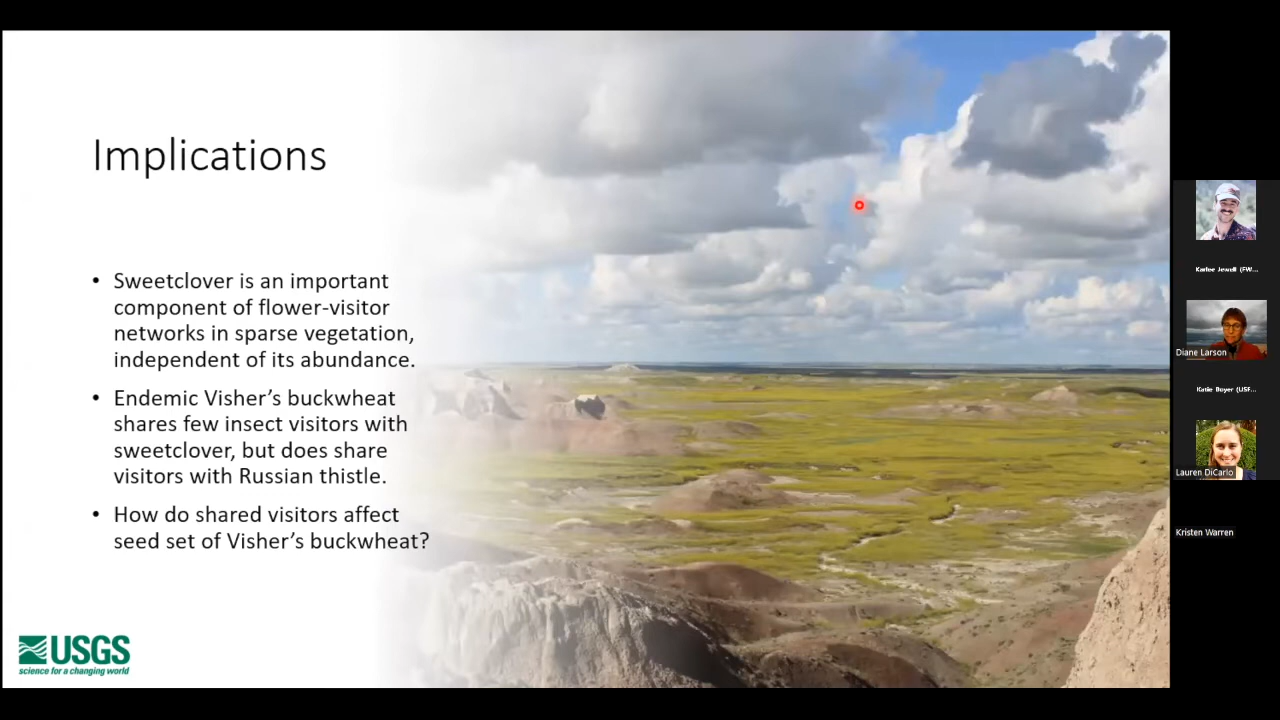 Implications
• Sweetclover is an important
component of flower-visitor
networks in sparse vegetation,
independent of its abundance.
• Endemic Visher's buckwheat
shares few insect visitors with
sweetclover, but does share
visitors with Russian thistle.
• How do shared visitors affect
seed set of Visher's buckwheat?
USGS
science for a changing world
Karlee Jewell (FW...
Diane Larson
Katie Boyer (USF...
Lauren DiCarlo
Kristen Warren